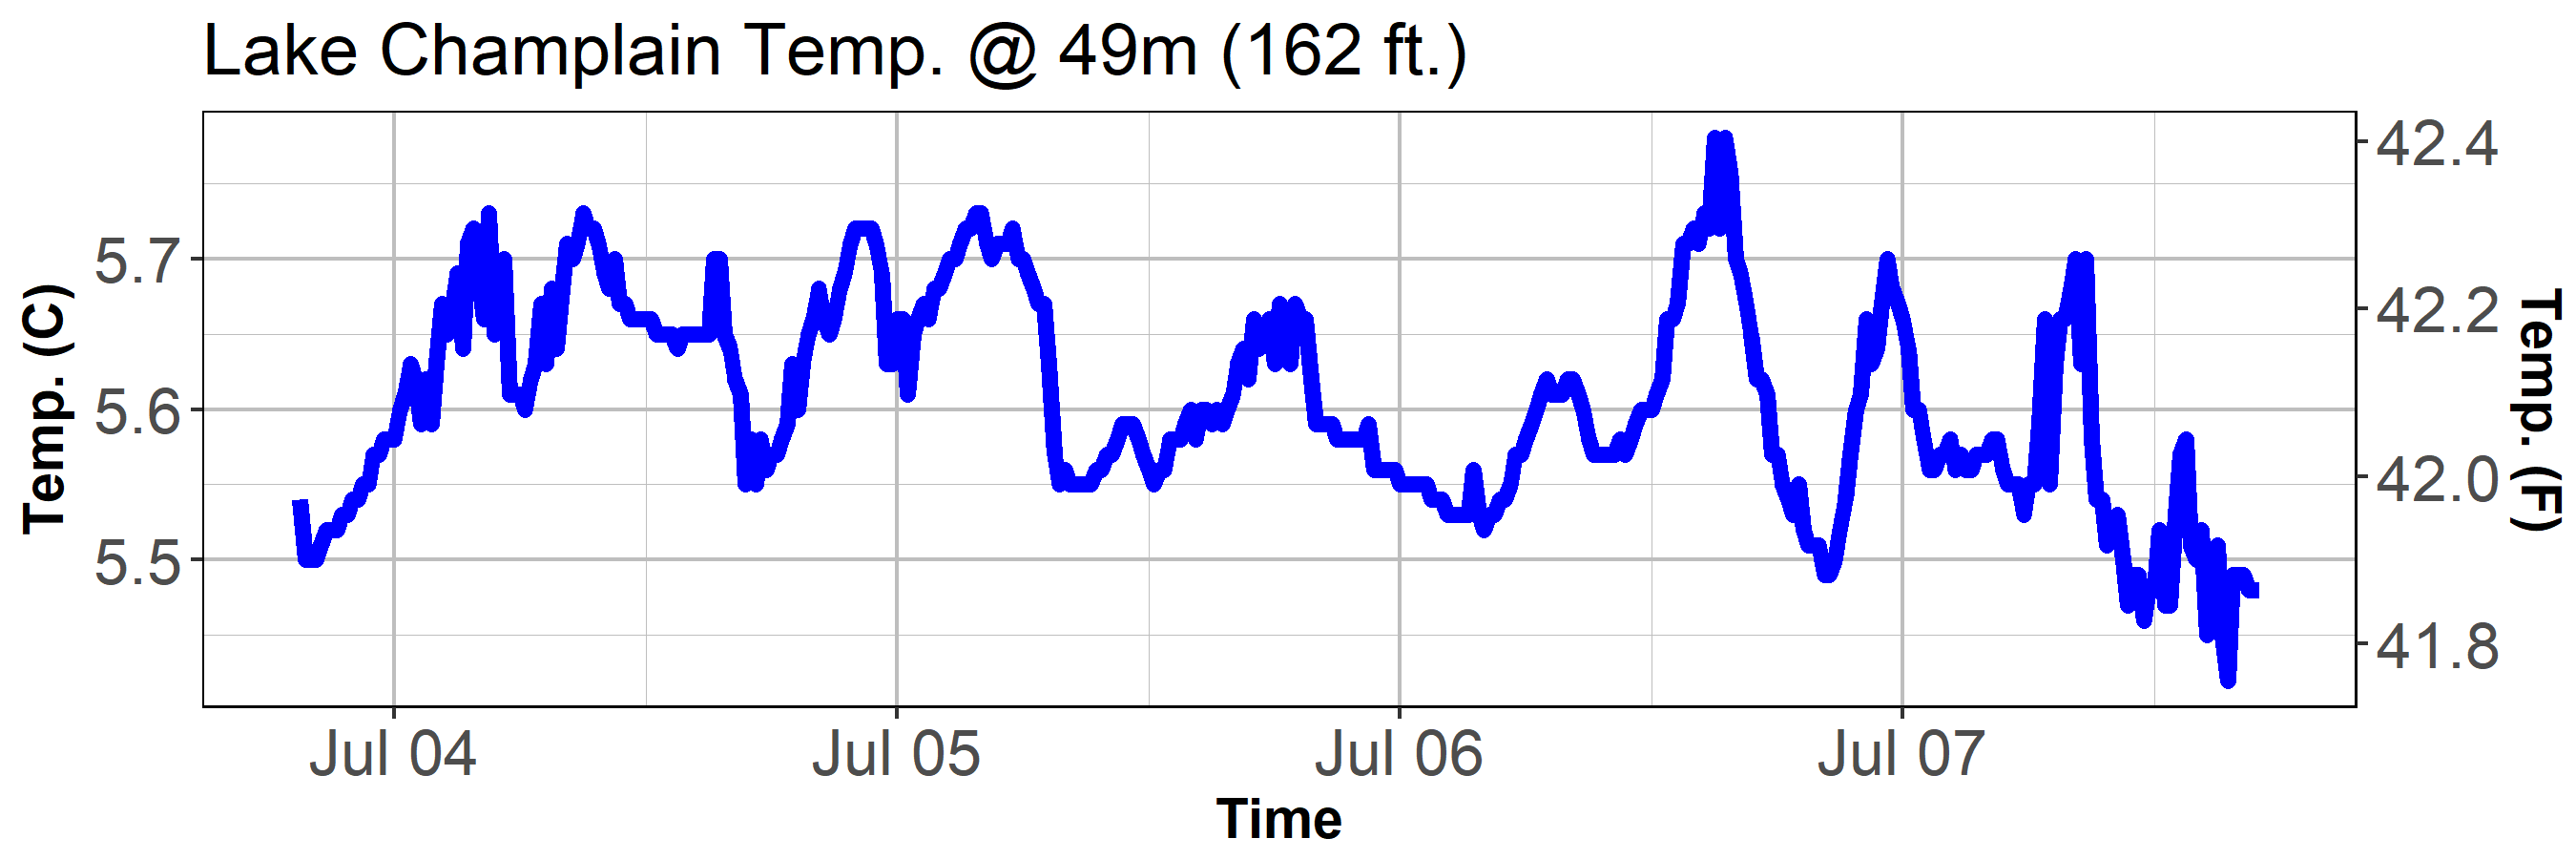 Lake Champlain Temp. @ 49m (162 ft.)
Temp. (C)
5.7
5.6
5.5
42.4
42.2
42.0
41.8
Temp. (F)
Jul 04 Jul 05 Jul 06 Jul 07
Time